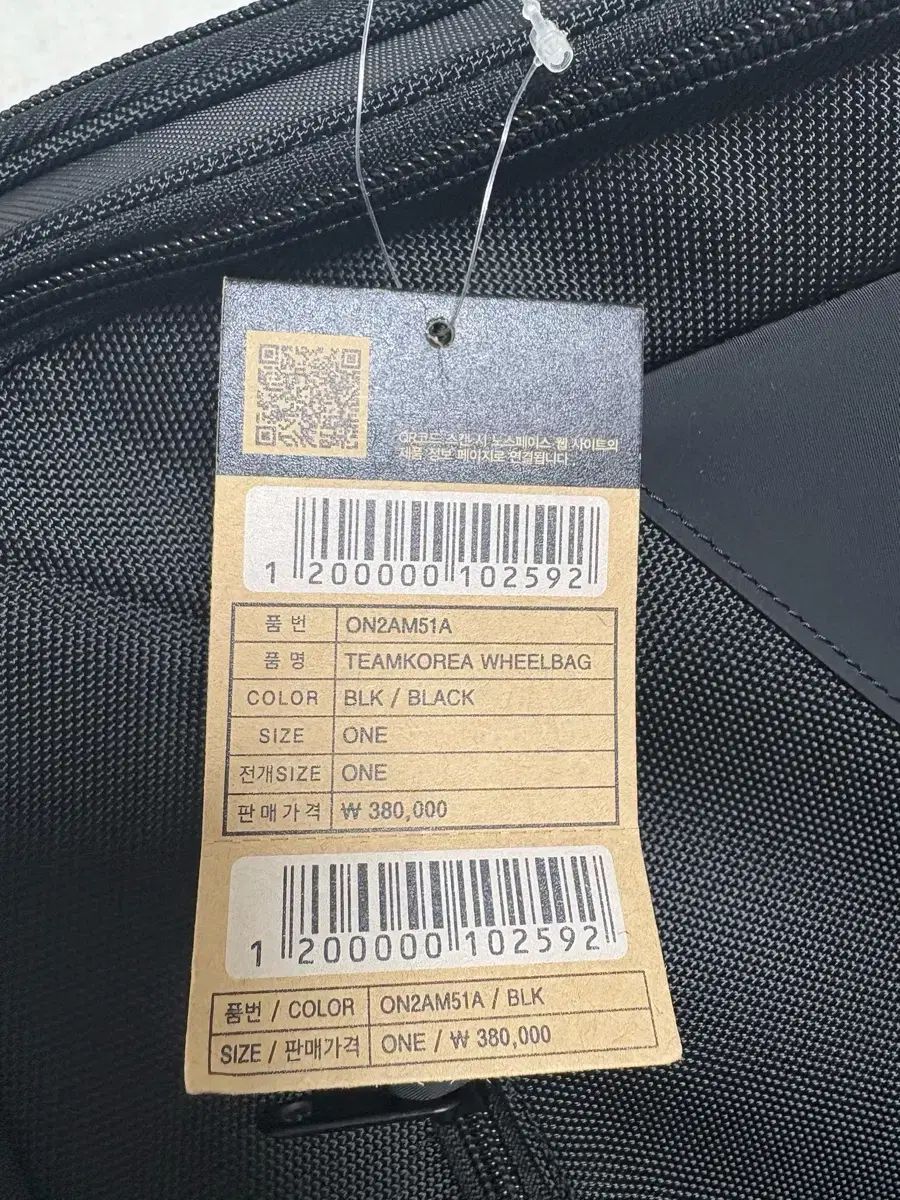 QR코드 스캔 시 노스페이스 웹 사이트의
제품 정보 페이지로 연결됩니다.
1 200000 102592
품번 ON2AM51A
품명 TEAMKOREA WHEELBAG
COLOR BLK / BLACK
SIZE ONE
전개SIZE ONE
판매가격 ₩ 380,000
1 200000 102592
품번 / COLOR ON2AM51A / BLK
SIZE / 판매가격 ONE / ₩ 380,000